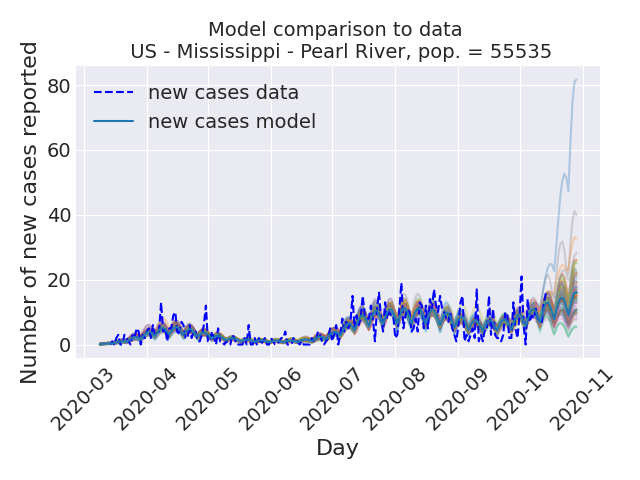 Model comparison to data
US - Mississippi - Pearl River, pop. = 55535
Number of new cases reported
80
60
40
20
0
new cases data
new cases model
2020-03
2020-04
2020-05
2020-06
2020-07
2020-08
2020-09
2020-10
2020-11
Day